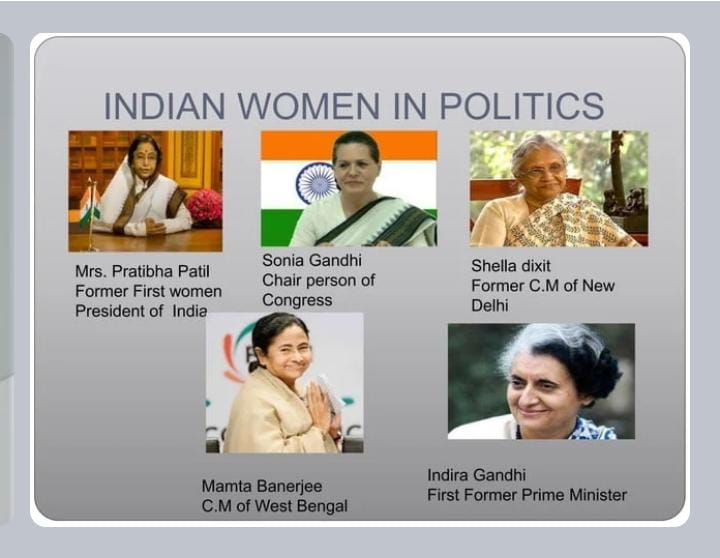 INDIAN WOMEN IN POLITICS
Mrs. Pratibha Patil
Former First women
President of India
Sonia Gandhi
Chair person of
Congress
Shella dixit
Former C.M of New
Delhi
Mamta Banerjee
C.M of West Bengal
Indira Gandhi
First Former Prime Minister